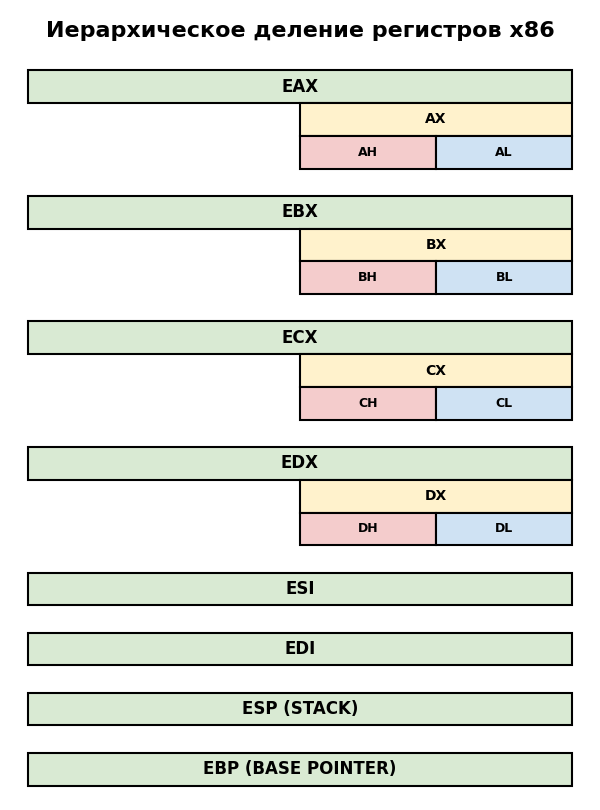 Иерархическое деление регистров x86
EAX
AX
AH AL
EBX
BX
BH BL
ECX
CX
CH CL
EDX
DX
DH DL
ESI
EDI
ESP (STACK)
EBP (BASE POINTER)